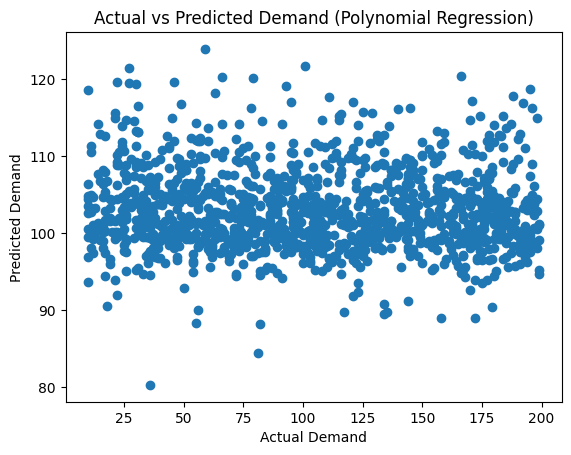 Actual vs Predicted Demand (Polynomial Regression)
Predicted Demand
120
110
100
90
80
25 50 75 100 125 150 175 200
Actual Demand